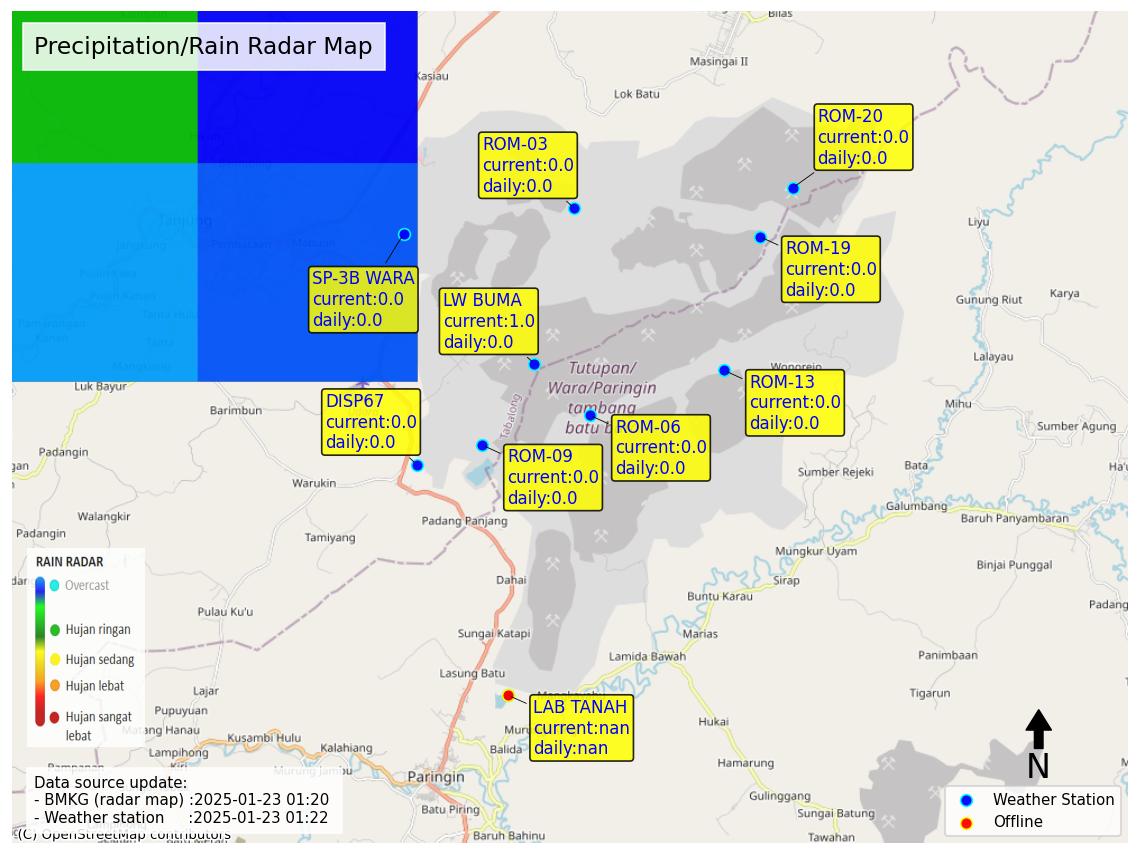 Precipitation/Rain Radar Map
Bilas
Masingai II
Kasiau
Lok Batu
ROM-20
current:0.0
daily:0.0
ROM-03
current:0.0
daily:0.0
Tanjung
Liyu
ROM-19
current:0.0
daily:0.0
SP-3B WARA
current:0.0
daily:0.0
LW BUMA
current:1.0
daily:0.0
Gunung Riut
Karya
Lalayau
Tutupan/
Wara/Paringin
tambang
batu b
Wonorejo
ROM-13
current:0.0
daily:0.0
Luk Bayur
Barimbun
Tabalong
Mihu
DISP67
current:0.0
daily:0.0
ROM-06
current:0.0
daily:0.0
Sumber Agung
ROM-09
current:0.0
daily:0.0
Sumber Rejeki
Bata
Ha'u
gan
Warukin
Galumbang
Walangkir
Padang Panjang
Baruh Panyambaran
Padangin
Tamiyang
Mungkur Uyam
Binjai Punggal
Dahai
Sirap
Buntu Karau
Padang
RAIN RADAR
Overcast
Hujan ringan
Hujan sedang
Hujan lebat
Hujan sangat
lebat
Pulau Ku'u
Sungai Katapi
Marias
Lamida Bawah
Panimbaan
Lasung Batu
Lajar
Tigarun
LAB TANAH
current:nan
daily:nan
Pupuyuan
Matang Hanau
Kusambi Hulu
Hukai
Lampihong
Kalahiang
Balida
Murung Jambu
Paringin
Hamarung
N
Data source update:
- BMKG (radar map) :2025-01-23 01:20
- Weather station :2025-01-23 01:22
(C) OpenStreetMap contributors
Batu Piring
Gulinggang
Weather Station
Offline
Sungai Batung
Baruh Bahinu
Tawahan